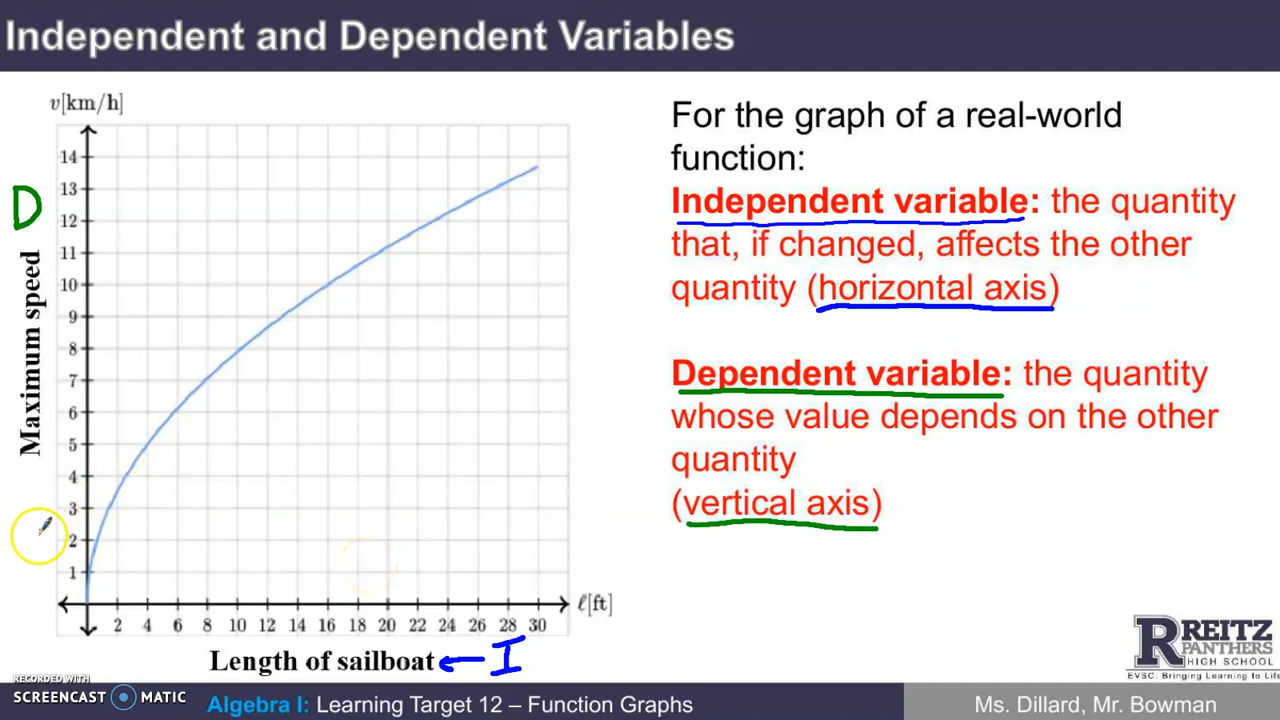 Independent and Dependent Variables
v[km/h]
14
13
12
11
10
9
8
7
6
5
4
3
2
1
D
Maximum speed
2 4 6 8 10 12 14 16 18 20 22 24 26 28 30
ℓ[ft]
Length of sailboat ← I
For the graph of a real-world
function:
Independent variable: the quantity
that, if changed, affects the other
quantity (horizontal axis)
Dependent variable: the quantity
whose value depends on the other
quantity
(vertical axis)
REITZ
PANTHERS
HIGH SCHOOL
EVSC: Bringing Learning to Life
RECORDED WITH
SCREENCAST MATIC
Algebra I: Learning Target 12 – Function Graphs
Ms. Dillard, Mr. Bowman